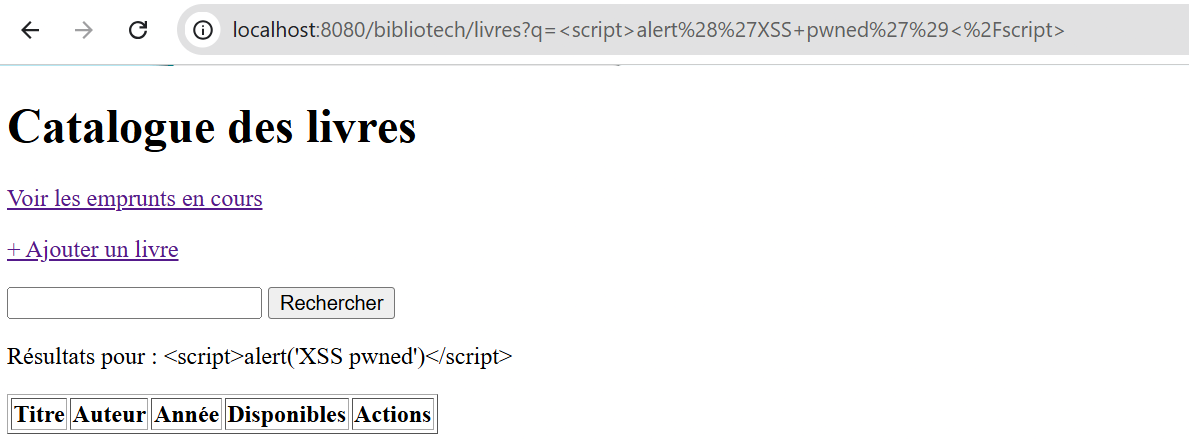 localhost:8080/bibliotech/livres?q=<script>alert%28%27XSS+pwned%27%29<%2Fscript>
Catalogue des livres
Voir les emprunts en cours
+ Ajouter un livre
Rechercher
Résultats pour : <script>alert('XSS pwned')</script>
Titre Auteur Année Disponibles Actions